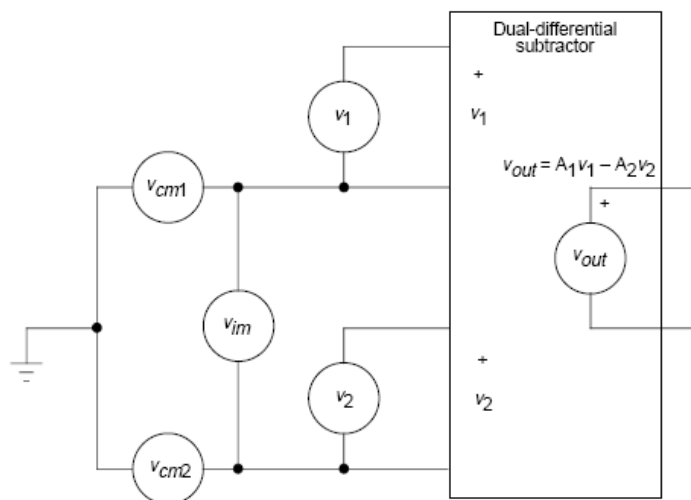 Dual-differential
subtractor
+
v1
v1
vcm1
vout = A1v1 – A2v2
+
vout
vim
+
v2
v2
vcm2